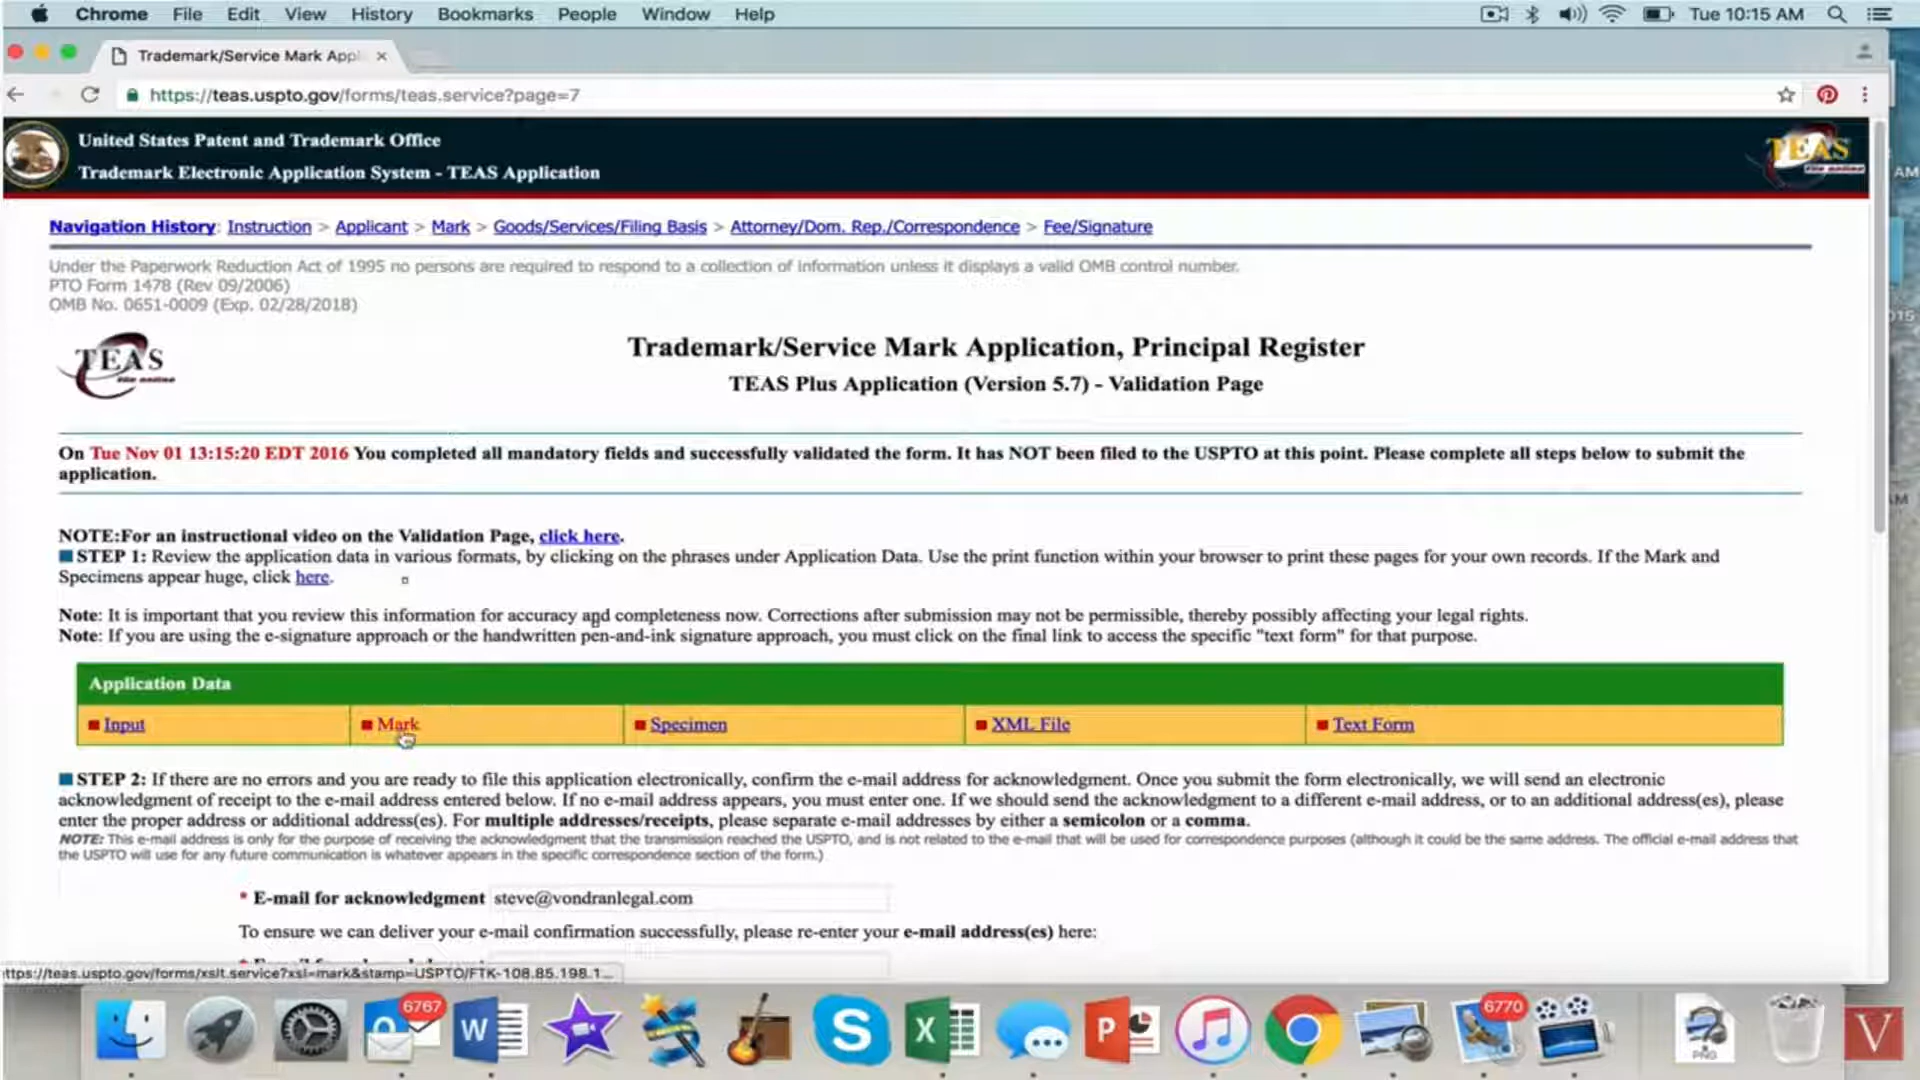 Chrome File Edit View History Bookmarks People Window Help Tue 10:15 AM
Trademark/Service Mark Appl
https://teas.uspto.gov/forms/teas.service?page=7
United States Patent and Trademark Office
Trademark Electronic Application System - TEAS Application
TEAS
AM
Navigation History: Instruction > Applicant > Mark > Goods/Services/Filing Basis > Attorney/Dom. Rep./Correspondence > Fee/Signature
Under the Paperwork Reduction Act of 1995 no persons are required to respond to a collection of information unless it displays a valid OMB control number.
PTO Form 1478 (Rev 09/2006)
OMB No. 0651-0009 (Exp. 02/28/2018)
TEAS
Trademark/Service Mark Application, Principal Register
TEAS Plus Application (Version 5.7) - Validation Page
On Tue Nov 01 13:15:20 EDT 2016 You completed all mandatory fields and successfully validated the form. It has NOT been filed to the USPTO at this point. Please complete all steps below to submit the
application.
NOTE:For an instructional video on the Validation Page, click here.
STEP 1: Review the application data in various formats, by clicking on the phrases under Application Data. Use the print function within your browser to print these pages for your own records. If the Mark and
Specimens appear huge, click here.
Note: It is important that you review this information for accuracy and completeness now. Corrections after submission may not be permissible, thereby possibly affecting your legal rights.
Note: If you are using the e-signature approach or the handwritten pen-and-ink signature approach, you must click on the final link to access the specific "text form" for that purpose.
Application Data
Input Mark Specimen XML File Text Form
STEP 2: If there are no errors and you are ready to file this application electronically, confirm the e-mail address for acknowledgment. Once you submit the form electronically, we will send an electronic
acknowledgment of receipt to the e-mail address entered below. If no e-mail address appears, you must enter one. If we should send the acknowledgment to a different e-mail address, or to an additional address(es), please
enter the proper address or additional address(es). For multiple addresses/receipts, please separate e-mail addresses by either a semicolon or a comma.
NOTE: This e-mail address is only for the purpose of receiving the acknowledgment that the transmission reached the USPTO, and is not related to the e-mail that will be used for correspondence purposes (although it could be the same address. The official e-mail address that
the USPTO will use for any future communication is whatever appears in the specific correspondence section of the form.)
* E-mail for acknowledgment steve@vondranlegal.com
To ensure we can deliver your e-mail confirmation successfully, please re-enter your e-mail address(es) here:
ttps://teas.uspto.gov/forms/xslt.service?xsl=mark&stamp=USPTO/FTK-108.85.198.1...
6767
6770
W
S
X
P
PNG
V